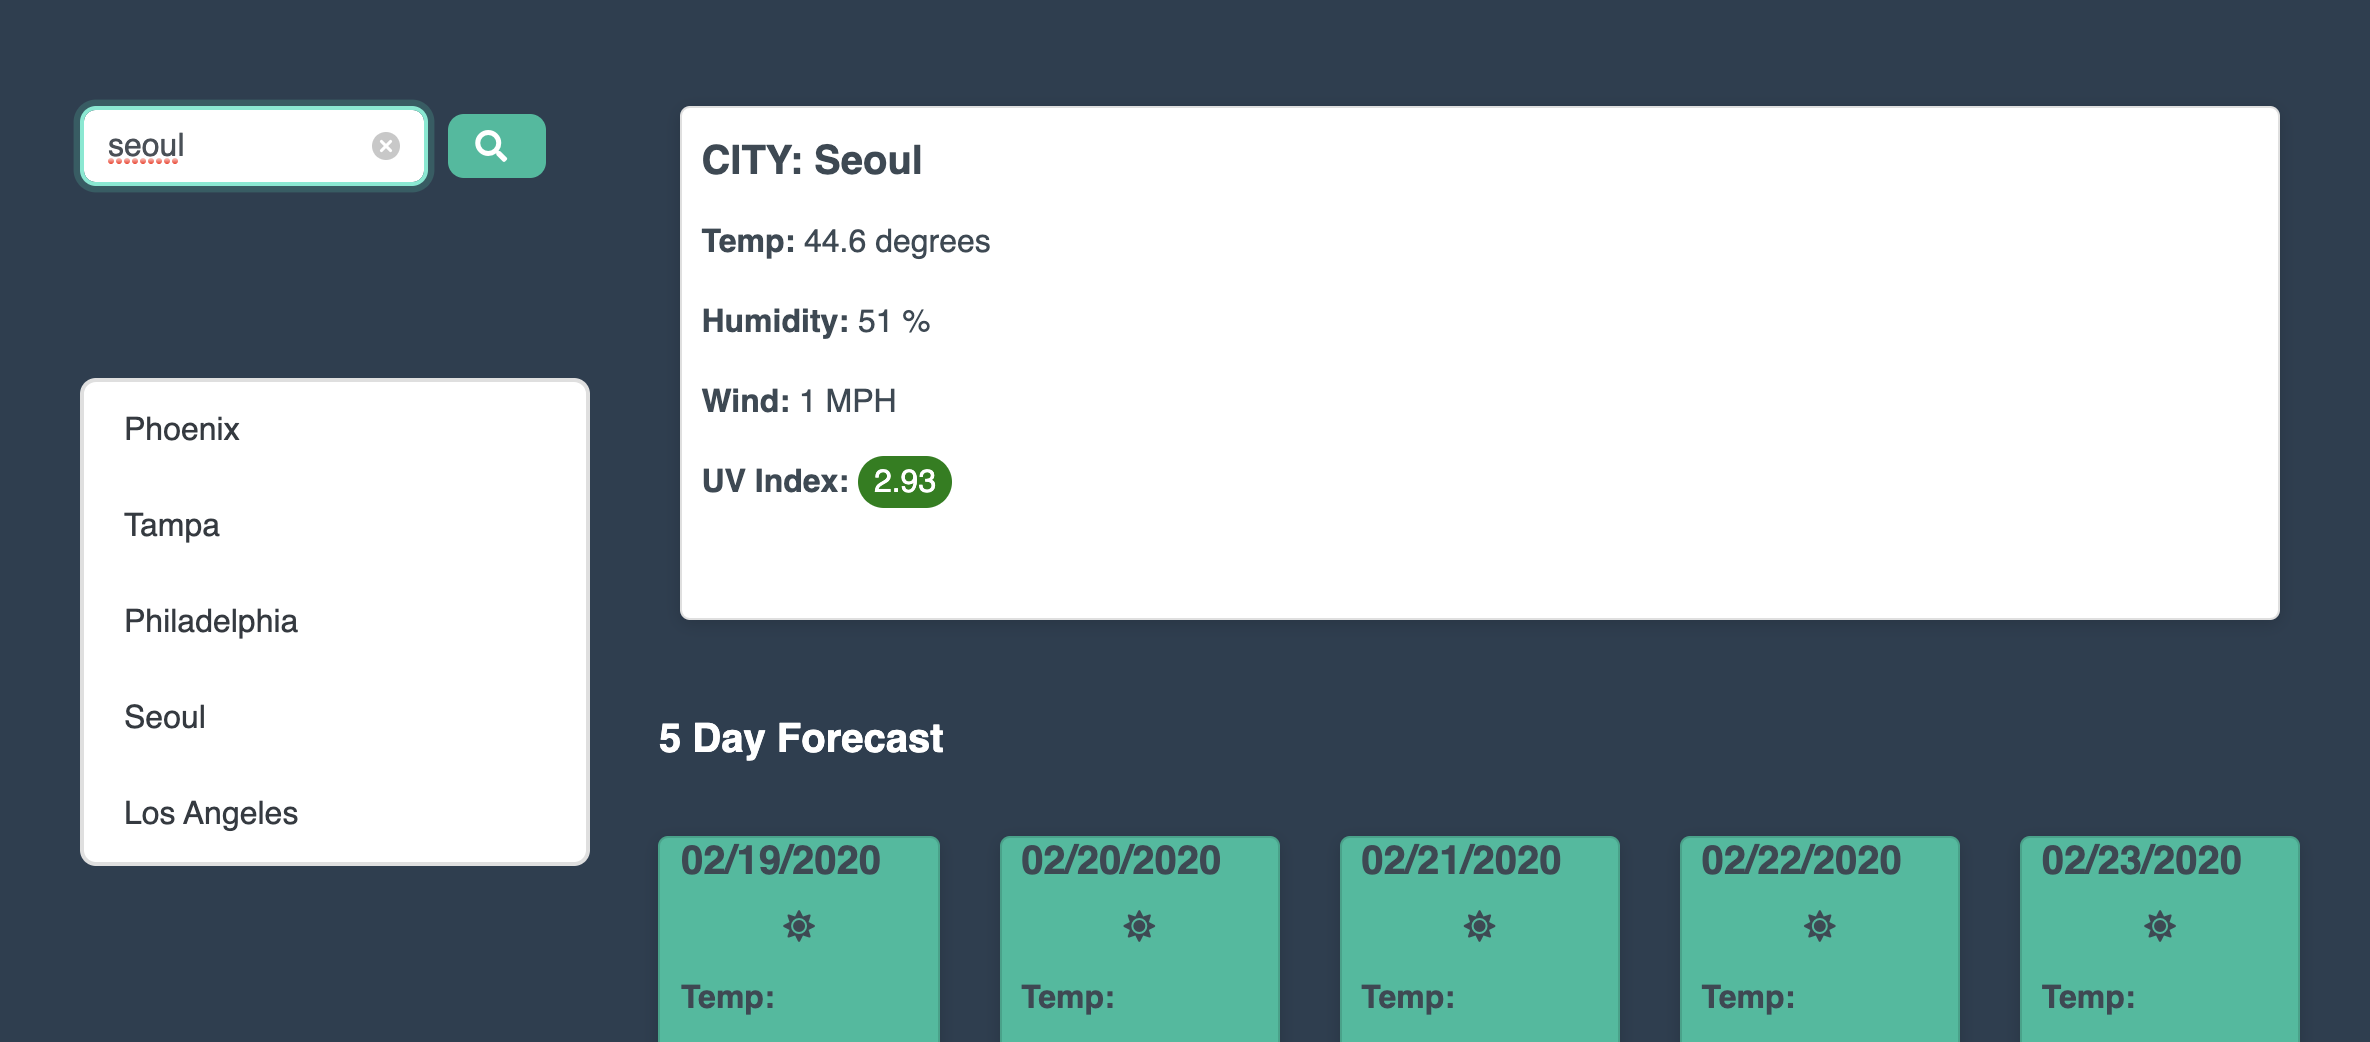 seoul
Phoenix
Tampa
Philadelphia
Seoul
Los Angeles
CITY: Seoul
Temp: 44.6 degrees
Humidity: 51 %
Wind: 1 MPH
UV Index: 2.93
5 Day Forecast
02/19/2020
Temp:
02/20/2020
Temp:
02/21/2020
Temp:
02/22/2020
Temp:
02/23/2020
Temp: